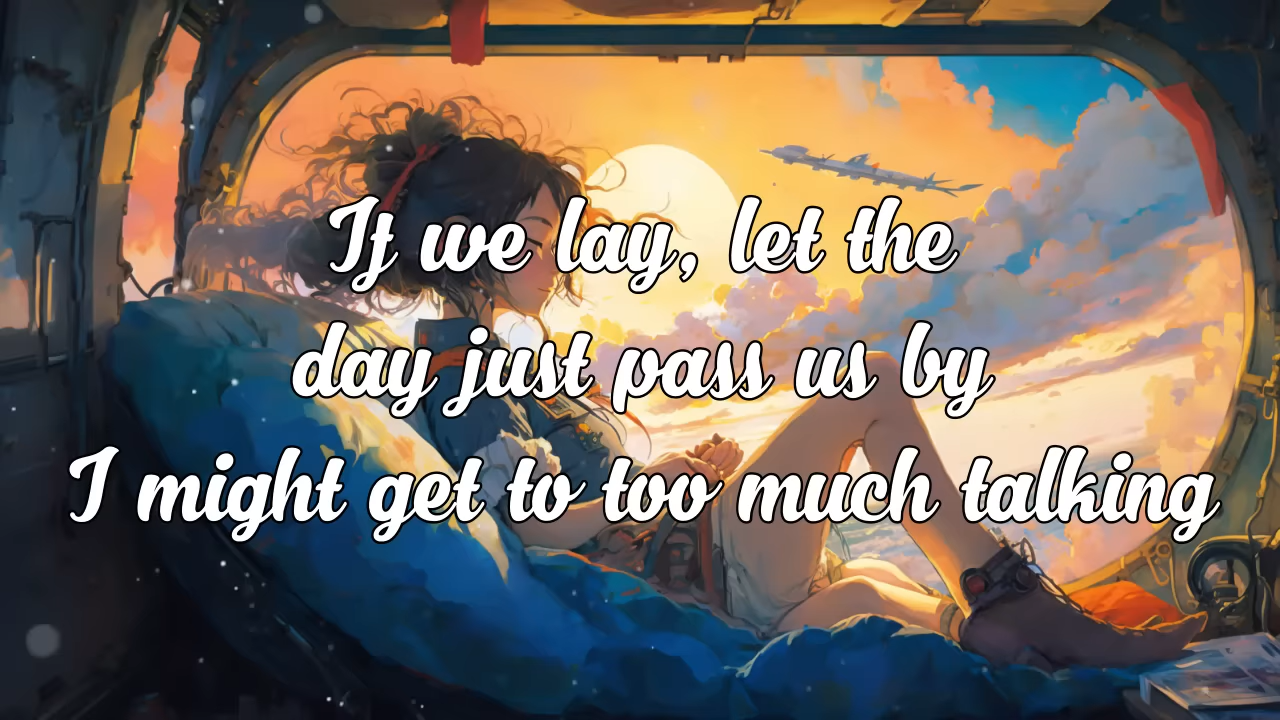 If we lay, let the
day just pass us by
I might get to too much talking